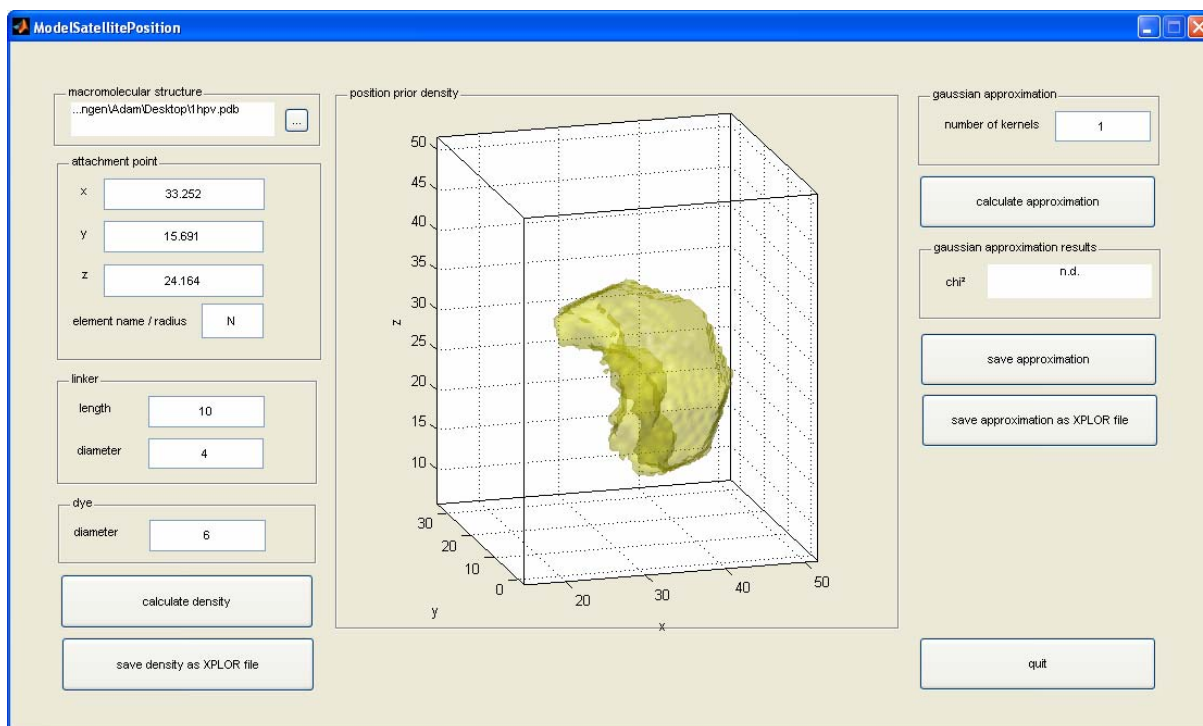 ModelSatellitePosition
macromolecular structure
...ngen\Adam\Desktop\1hpv.pdb
...
attachment point
x
33.252
y
15.691
z
24.164
element name / radius
N
linker
length
10
diameter
4
dye
diameter
6
calculate density
save density as XPLOR file
position prior density
50
45
40
35
30
25
20
15
10
z
30
20
10
0
y
20
30
40
50
x
gaussian approximation
number of kernels
1
calculate approximation
gaussian approximation results
chi²
n.d.
save approximation
save approximation as XPLOR file
quit